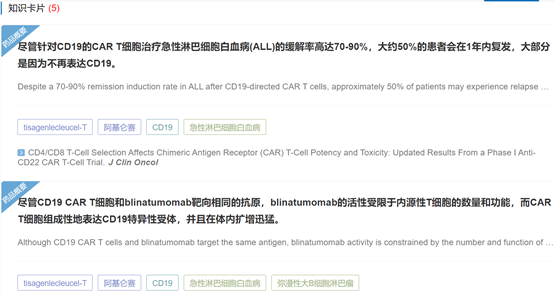 知识卡片 (5)
药品概要
尽管针对CD19的CAR T细胞治疗急性淋巴细胞白血病(ALL)的缓解率高达70-90%，大约50%的患者会在1年内复发，大部分
是因为不再表达CD19。
Despite a 70-90% remission induction rate in ALL after CD19-directed CAR T cells, approximately 50% of patients may experience relapse …
tisagenlecleucel-T 阿基仑赛 CD19 急性淋巴细胞白血病
CD4/CD8 T-Cell Selection Affects Chimeric Antigen Receptor (CAR) T-Cell Potency and Toxicity: Updated Results From a Phase I Anti-
CD22 CAR T-Cell Trial. J Clin Oncol
药品概要
尽管CD19 CAR T细胞和blinatumomab靶向相同的抗原，blinatumomab的活性受限于内源性T细胞的数量和功能，而CAR
T细胞组成性地表达CD19特异性受体，并且在体内扩增迅猛。
Although CD19 CAR T cells and blinatumomab target the same antigen, blinatumomab activity is constrained by the number and function of …
tisagenlecleucel-T 阿基仑赛 CD19 急性淋巴细胞白血病 弥漫性大B细胞淋巴瘤